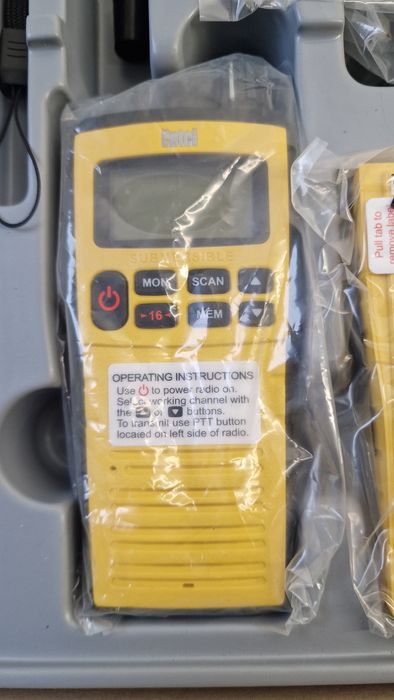 Entel
SUBMERSIBLE
MON SCAN
16 MEM
OPERATING INSTRUCTIONS
Use to power radio on.
Select working channel with
the or buttons.
To transmit use PTT button
located on left side of radio.
Pull tab to
remove label